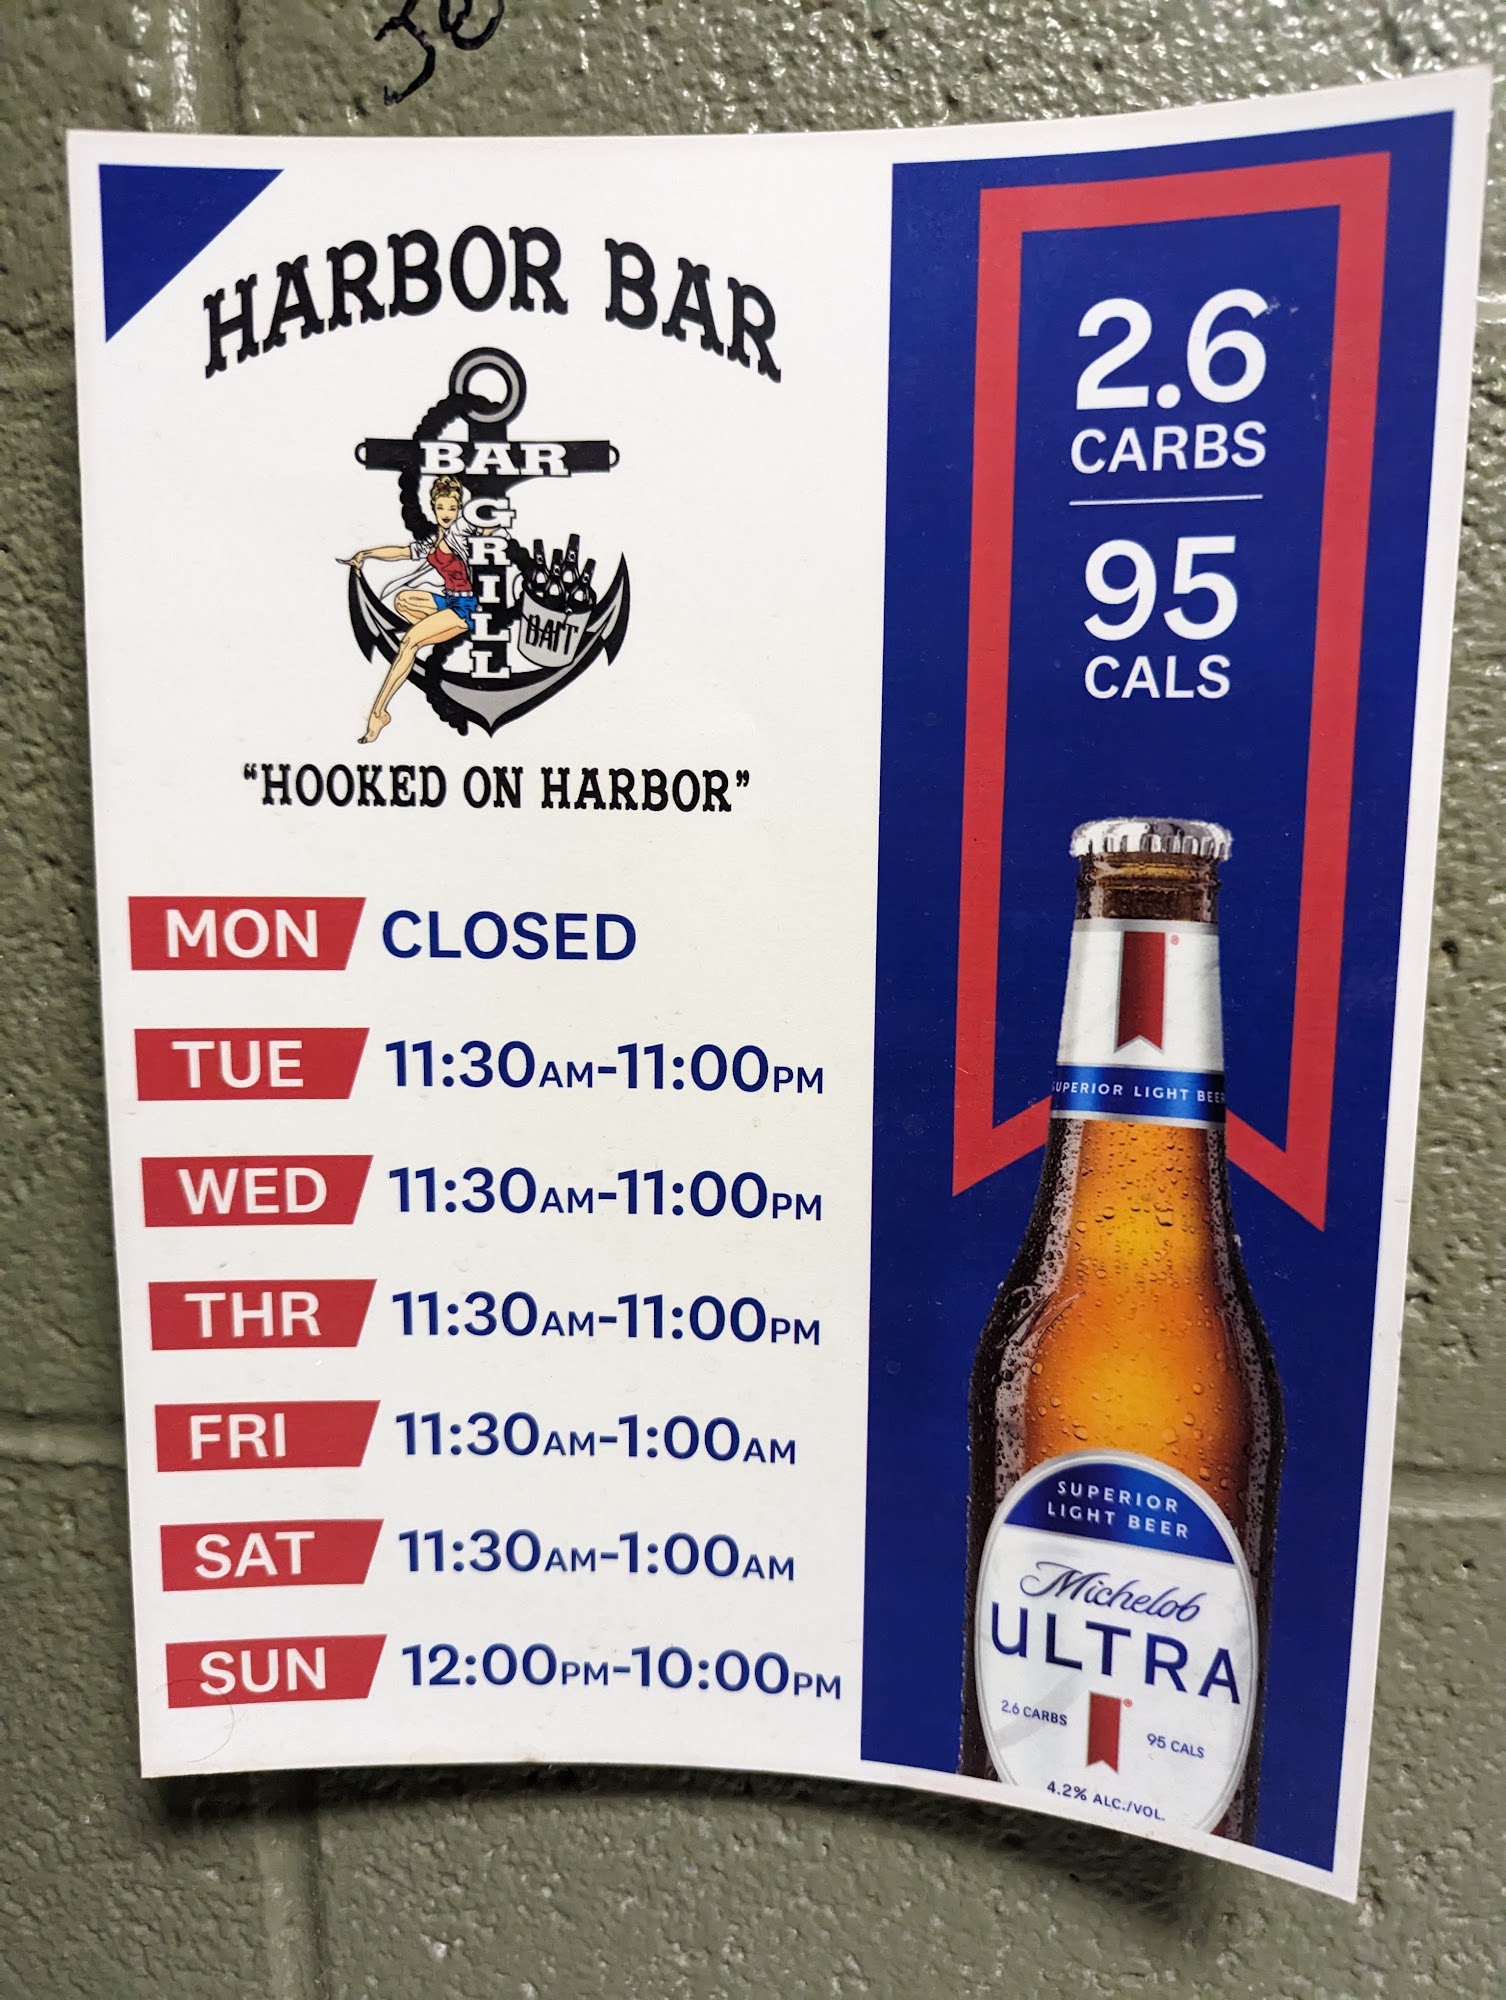 HARBOR BAR
BAR
GRILL
BAIT
“HOOKED ON HARBOR”
MON CLOSED
TUE 11:30AM-11:00PM
WED 11:30AM-11:00PM
THR 11:30AM-11:00PM
FRI 11:30AM-1:00AM
SAT 11:30AM-1:00AM
SUN 12:00PM-10:00PM
2.6
CARBS
95
CALS
SUPERIOR LIGHT BEER
SUPERIOR
LIGHT BEER
Michelob
ULTRA
2.6 CARBS
95 CALS
4.2% ALC./VOL.